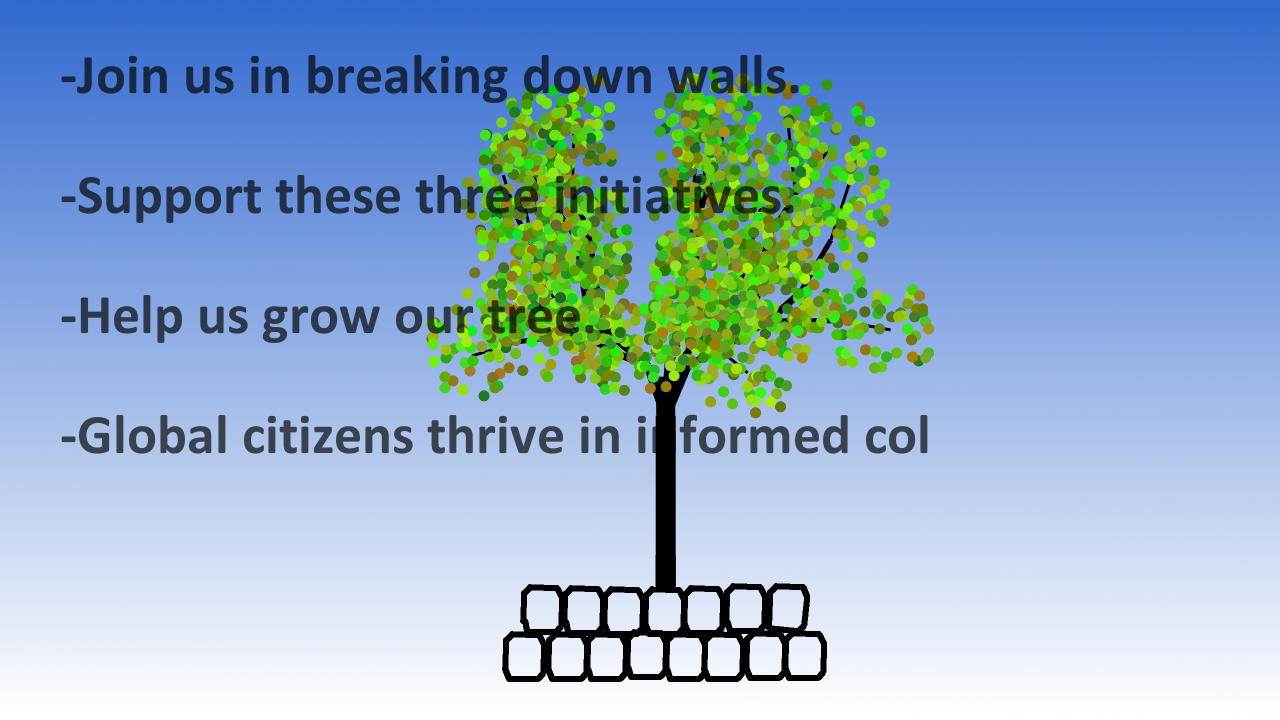 -Join us in breaking down walls.
-Support these three initiatives.
-Help us grow our tree.
-Global citizens thrive in informed col